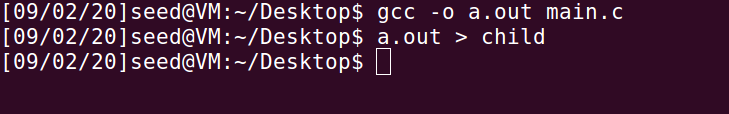 [09/02/20]seed@VM:~/Desktop$ gcc -o a.out main.c
[09/02/20]seed@VM:~/Desktop$ a.out > child
[09/02/20]seed@VM:~/Desktop$